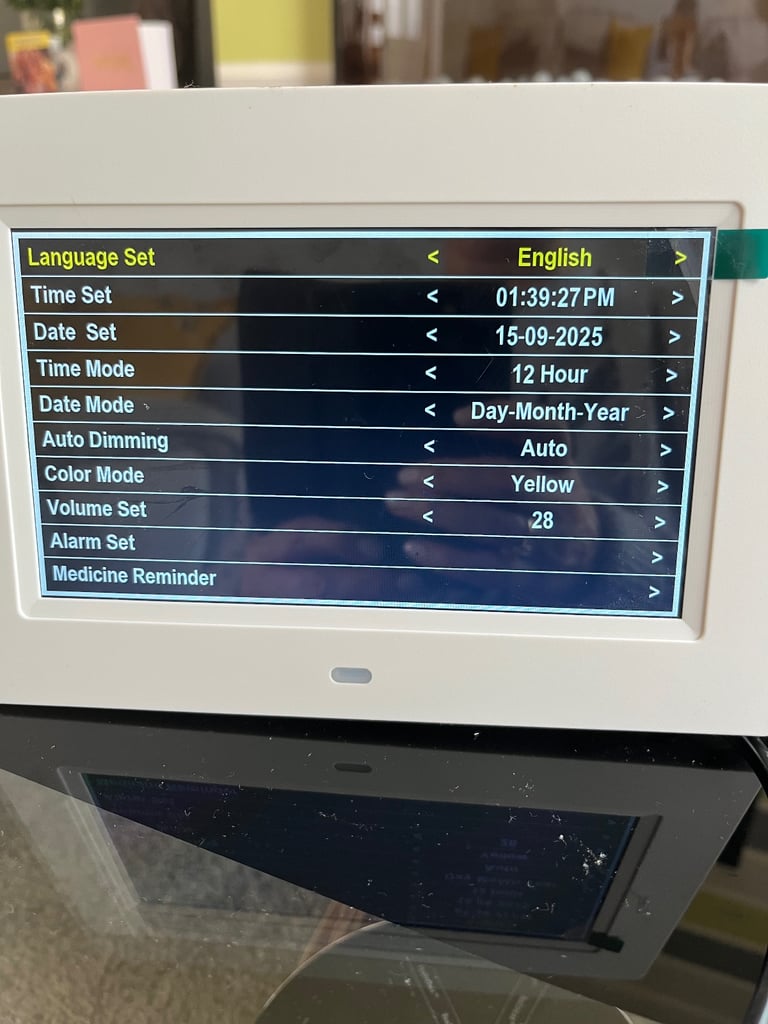 Language Set < English >
Time Set < 01:39:27PM >
Date Set < 15-09-2025 >
Time Mode < 12 Hour >
Date Mode < Day-Month-Year >
Auto Dimming < Auto >
Color Mode < Yellow >
Volume Set < 28 >
Alarm Set >
Medicine Reminder >